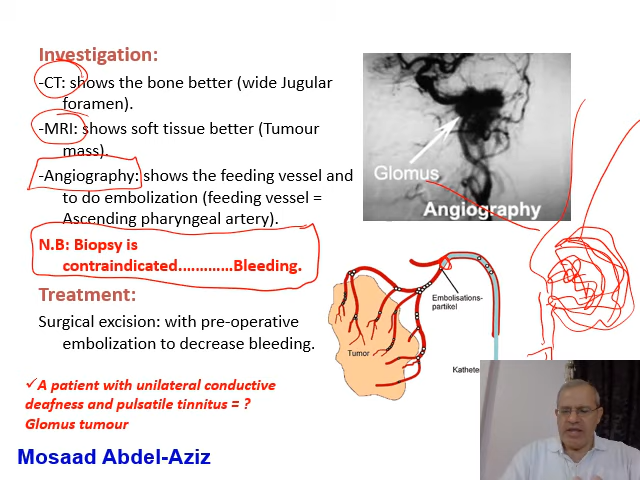 Investigation:
-CT: shows the bone better (wide Jugular
foramen).
-MRI: shows soft tissue better (Tumour
mass).
-Angiography: shows the feeding vessel and
to do embolization (feeding vessel =
Ascending pharyngeal artery).
N.B: Biopsy is
contraindicated.............Bleeding.
Treatment:
Surgical excision: with pre-operative
embolization to decrease bleeding.
✓A patient with unilateral conductive
deafness and pulsatile tinnitus = ?
Glomus tumour
Mosaad Abdel-Aziz
Glomus
Angiography
Embolisations-
partikel
Tumor